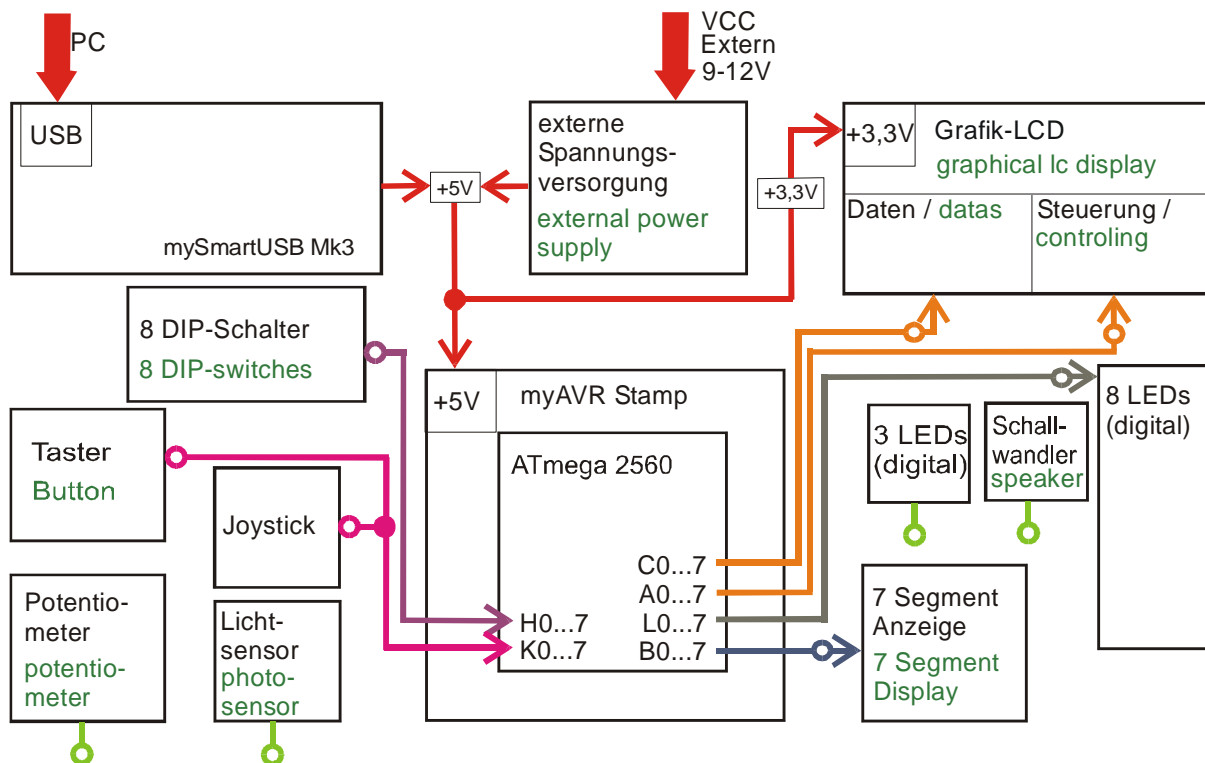 PC
VCC
Extern
9-12V
USB
mySmartUSB Mk3
+5V
externe
Spannungs-
versorgung
external power
supply
+3,3V
+3,3V
Grafik-LCD
graphical lc display
Daten / datas
Steuerung /
controling
8 DIP-Schalter
8 DIP-switches
+5V
myAVR Stamp
ATmega 2560
C0...7
A0...7
H0...7
L0...7
K0...7
B0...7
Taster
Button
Joystick
3 LEDs
(digital)
Schall-
wandler
speaker
8 LEDs
(digital)
Potentio-
meter
potentio-
meter
Licht-
sensor
photo-
sensor
7 Segment
Anzeige
7 Segment
Display